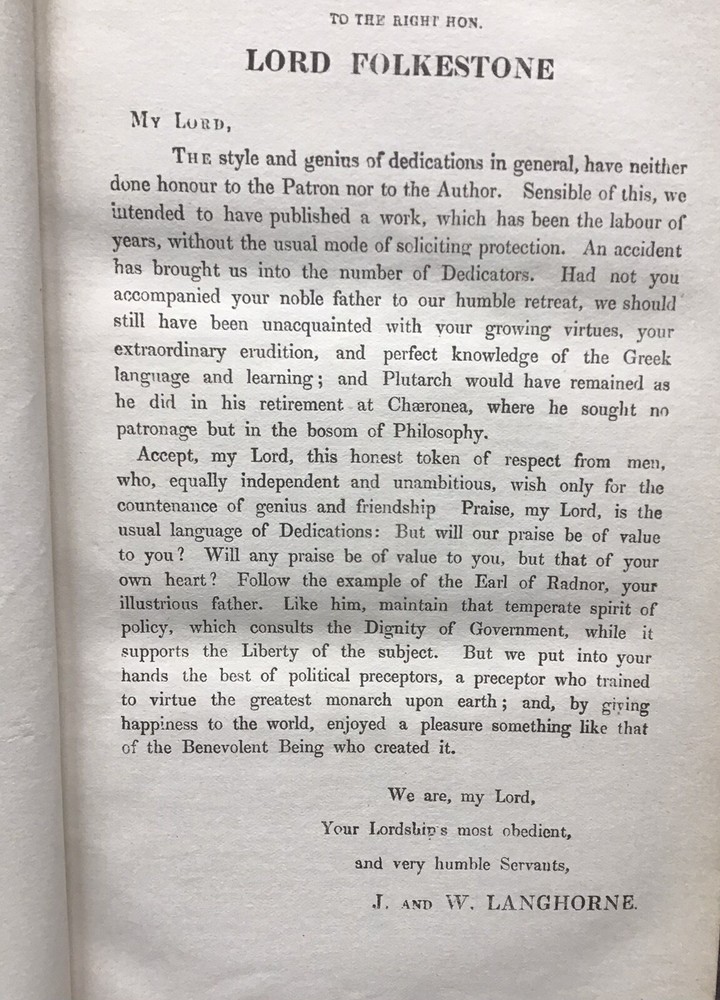 TO THE RIGHT HON.
LORD FOLKESTONE
MY LORD,
THE style and genius of dedications in general, have neither
done honour to the Patron nor to the Author. Sensible of this, we
intended to have published a work, which has been the labour of
years, without the usual mode of soliciting protection. An accident
has brought us into the number of Dedicators. Had not you
accompanied your noble father to our humble retreat, we should
still have been unacquainted with your growing virtues, your
extraordinary erudition, and perfect knowledge of the Greek
language and learning; and Plutarch would have remained as
he did in his retirement at Chæronea, where he sought no
patronage but in the bosom of Philosophy.
Accept, my Lord, this honest token of respect from men,
who, equally independent and unambitious, wish only for the
countenance of genius and friendship Praise, my Lord, is the
usual language of Dedications: But will our praise be of value
to you? Will any praise be of value to you, but that of your
own heart? Follow the example of the Earl of Radnor, your
illustrious father. Like him, maintain that temperate spirit of
policy, which consults the Dignity of Government, while it
supports the Liberty of the subject. But we put into your
hands the best of political preceptors, a preceptor who trained
to virtue the greatest monarch upon earth; and, by giving
happiness to the world, enjoyed a pleasure something like that
of the Benevolent Being who created it.
We are, my Lord,
Your Lordship's most obedient,
and very humble Servants,
J. AND W. LANGHORNE.